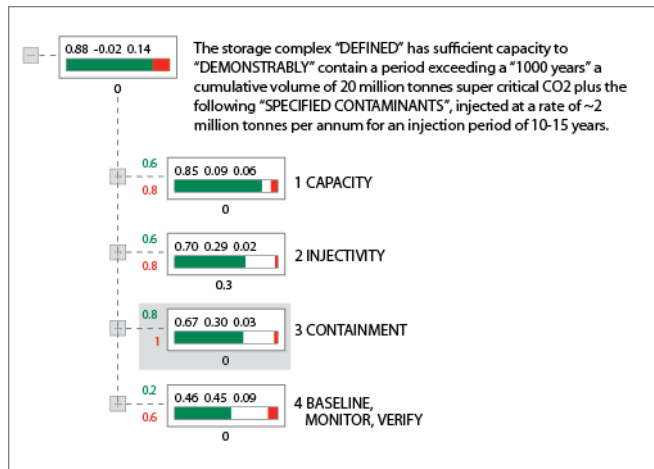 0.88 -0.02 0.14
0
The storage complex “DEFINED” has sufficient capacity to
“DEMONSTRABLY” contain a period exceeding a “1000 years” a
cumulative volume of 20 million tonnes super critical CO2 plus the
following “SPECIFIED CONTAMINANTS”, injected at a rate of ~2
million tonnes per annum for an injection period of 10-15 years.
0.6
0.8
0.85 0.09 0.06
0
1 CAPACITY
0.6
0.8
0.70 0.29 0.02
0.3
2 INJECTIVITY
0.8
1
0.67 0.30 0.03
0
3 CONTAINMENT
0.2
0.6
0.46 0.45 0.09
0
4 BASELINE,
MONITOR, VERIFY